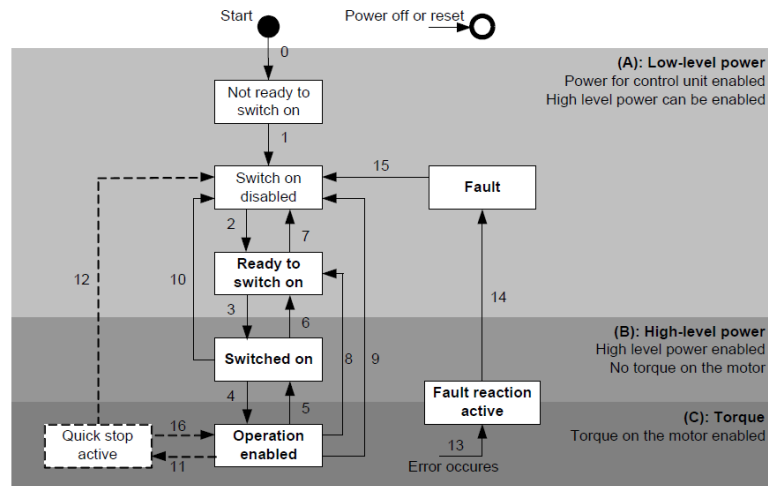 Start
Power off or reset
0
(A): Low-level power
Power for control unit enabled
High level power can be enabled
Not ready to
switch on
1
15
Switch on
disabled
Fault
2
7
12
10
Ready to
switch on
14
3
6
(B): High-level power
High level power enabled
No torque on the motor
Switched on
8
9
4
5
Fault reaction
active
(C): Torque
Torque on the motor enabled
Quick stop
active
16
11
Operation
enabled
13
Error occures